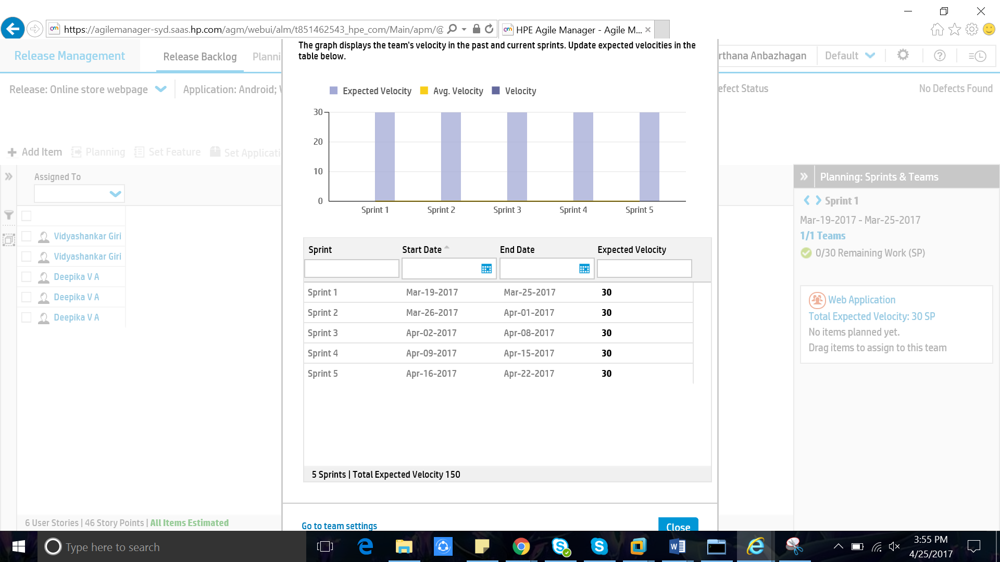 https://agilemanager-syd.saas.hp.com/agm/webui/alm/t851462543_hpe_com/Main/apm/@
HPE Agile Manager - Agile M...
Release Management
Release Backlog
Planni
The graph displays the team's velocity in the past and current sprints. Update expected velocities in the
table below.
rthana Anbazhagan
Default
Release: Online store webpage
Application: Android;
efect Status
No Defects Found
Expected Velocity
Avg. Velocity
Velocity
30
20
10
0
Sprint 1
Sprint 2
Sprint 3
Sprint 4
Sprint 5
Add Item
Planning
Set Feature
Set Applicati
Assigned To
Vidyashankar Giri
Vidyashankar Giri
Deepika V A
Deepika V A
Deepika V A
Sprint Start Date End Date Expected Velocity
Sprint 1 Mar-19-2017 Mar-25-2017 30
Sprint 2 Mar-26-2017 Apr-01-2017 30
Sprint 3 Apr-02-2017 Apr-08-2017 30
Sprint 4 Apr-09-2017 Apr-15-2017 30
Sprint 5 Apr-16-2017 Apr-22-2017 30
5 Sprints | Total Expected Velocity 150
Go to team settings
Close
Planning: Sprints & Teams
Sprint 1
Mar-19-2017 - Mar-25-2017
1/1 Teams
0/30 Remaining Work (SP)
Web Application
Total Expected Velocity: 30 SP
No items planned yet.
Drag items to assign to this team
6 User Stories | 46 Story Points | All Items Estimated
Type here to search
3:55 PM
4/25/2017